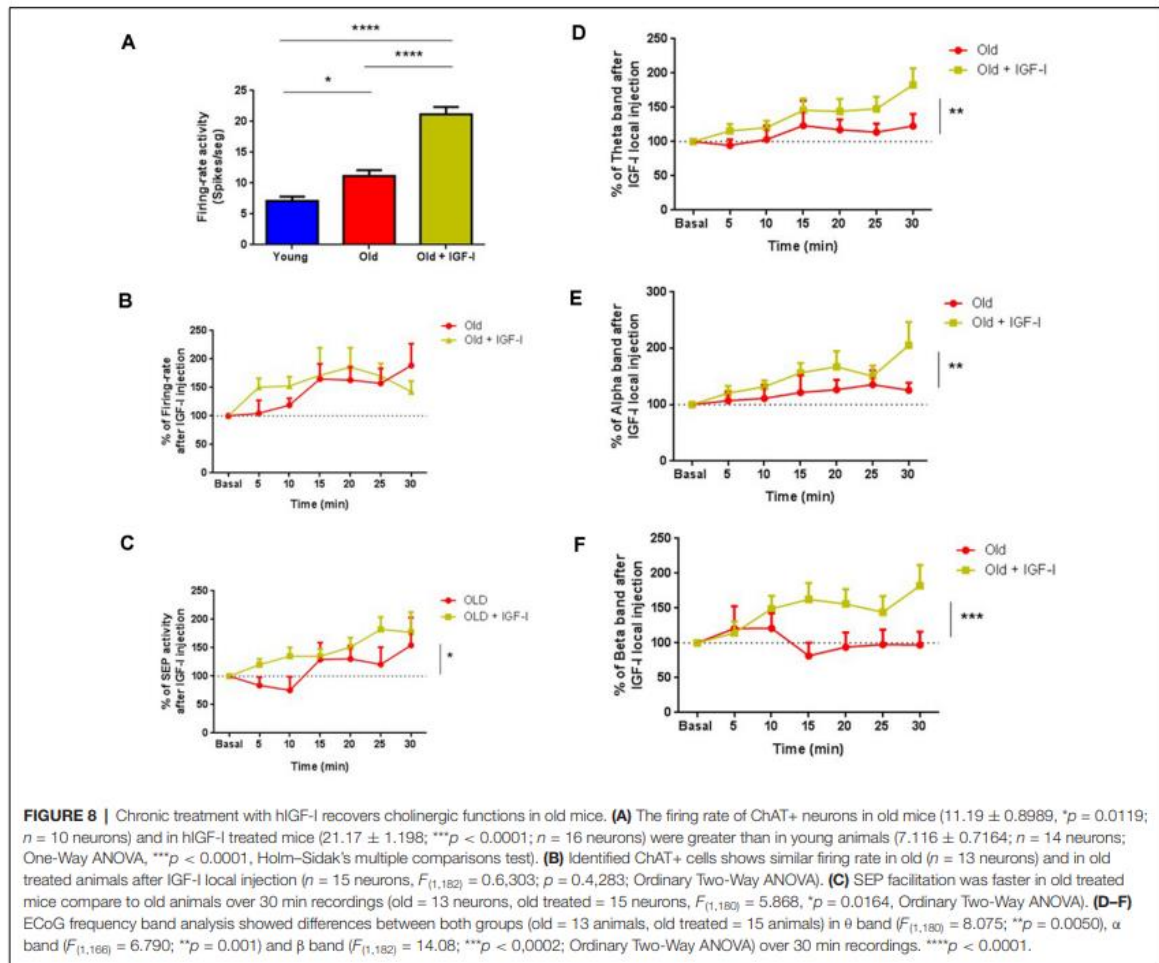 A
****
****
*
Firing-rate activity
(Spikes/seg)
25
20
15
10
5
0
Young Old Old + IGF-I
B
Old
Old + IGF-I
% of Firing-rate
after IGF-I injection
250
200
150
100
50
0
Basal 5 10 15 20 25 30
Time (min)
C
OLD
OLD + IGF-I
*
% of SEP activity
after IGF-I injection
250
200
150
100
50
0
Basal 5 10 15 20 25 30
Time (min)
D
Old
Old + IGF-I
**
% of Theta band after
IGF-I local injection
250
200
150
100
50
0
Basal 5 10 15 20 25 30
Time (min)
E
Old
Old + IGF-I
**
% of Alpha band after
IGF-I local injection
300
200
100
0
Basal 5 10 15 20 25 30
Time (min)
F
Old
Old + IGF-I
***
% of Beta band after
IGF-I local injection
250
200
150
100
50
0
Basal 5 10 15 20 25 30
Time (min)
FIGURE 8 | Chronic treatment with hIGF-I recovers cholinergic functions in old mice. (A) The firing rate of ChAT+ neurons in old mice (11.19 ± 0.8989, *p = 0.0119;
n = 10 neurons) and in hIGF-I treated mice (21.17 ± 1.198; ***p < 0.0001; n = 16 neurons) were greater than in young animals (7.116 ± 0.7164; n = 14 neurons;
One-Way ANOVA, ***p < 0.0001, Holm–Sidak's multiple comparisons test). (B) Identified ChAT+ cells shows similar firing rate in old (n = 13 neurons) and in old
treated animals after IGF-I local injection (n = 15 neurons, F(1,182) = 0.6,303; p = 0.4,283; Ordinary Two-Way ANOVA). (C) SEP facilitation was faster in old treated
mice compare to old animals over 30 min recordings (old = 13 neurons, old treated = 15 neurons, F(1,180) = 5.868, *p = 0.0164, Ordinary Two-Way ANOVA). (D–F)
ECoG frequency band analysis showed differences between both groups (old = 13 animals, old treated = 15 animals) in θ band (F(1,180) = 8.075; **p = 0.0050), α
band (F(1,166) = 6.790; **p = 0.001) and β band (F(1,182) = 14.08; ***p < 0,0002; Ordinary Two-Way ANOVA) over 30 min recordings. ****p < 0.0001.